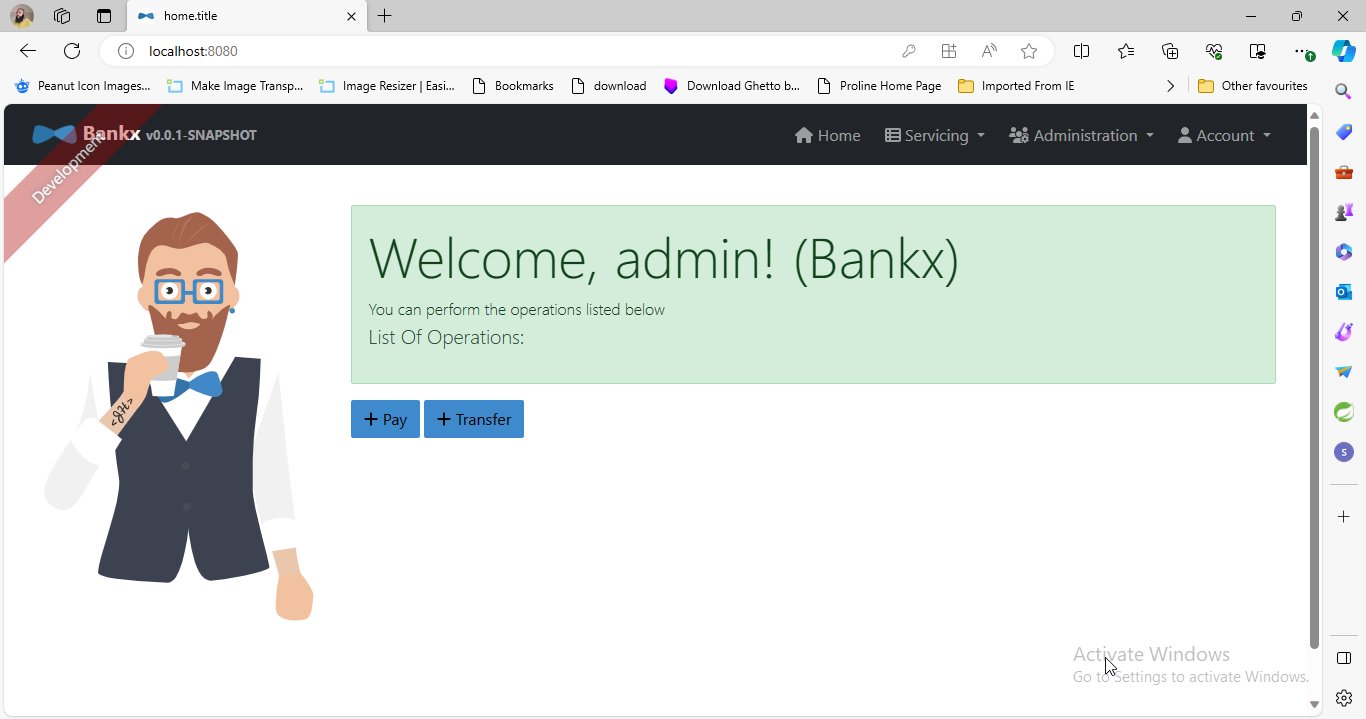 home.title
localhost:8080
Peanut Icon Images...
Make Image Transp...
Image Resizer | Easi...
Bookmarks
download
Download Ghetto b...
Proline Home Page
Imported From IE
Other favourites
Development
Bankx v0.0.1-SNAPSHOT
Home
Servicing
Administration
Account
Welcome, admin! (Bankx)
You can perform the operations listed below
List Of Operations:
+ Pay
+ Transfer
<JH>
S
Activate Windows
Go to Settings to activate Windows.